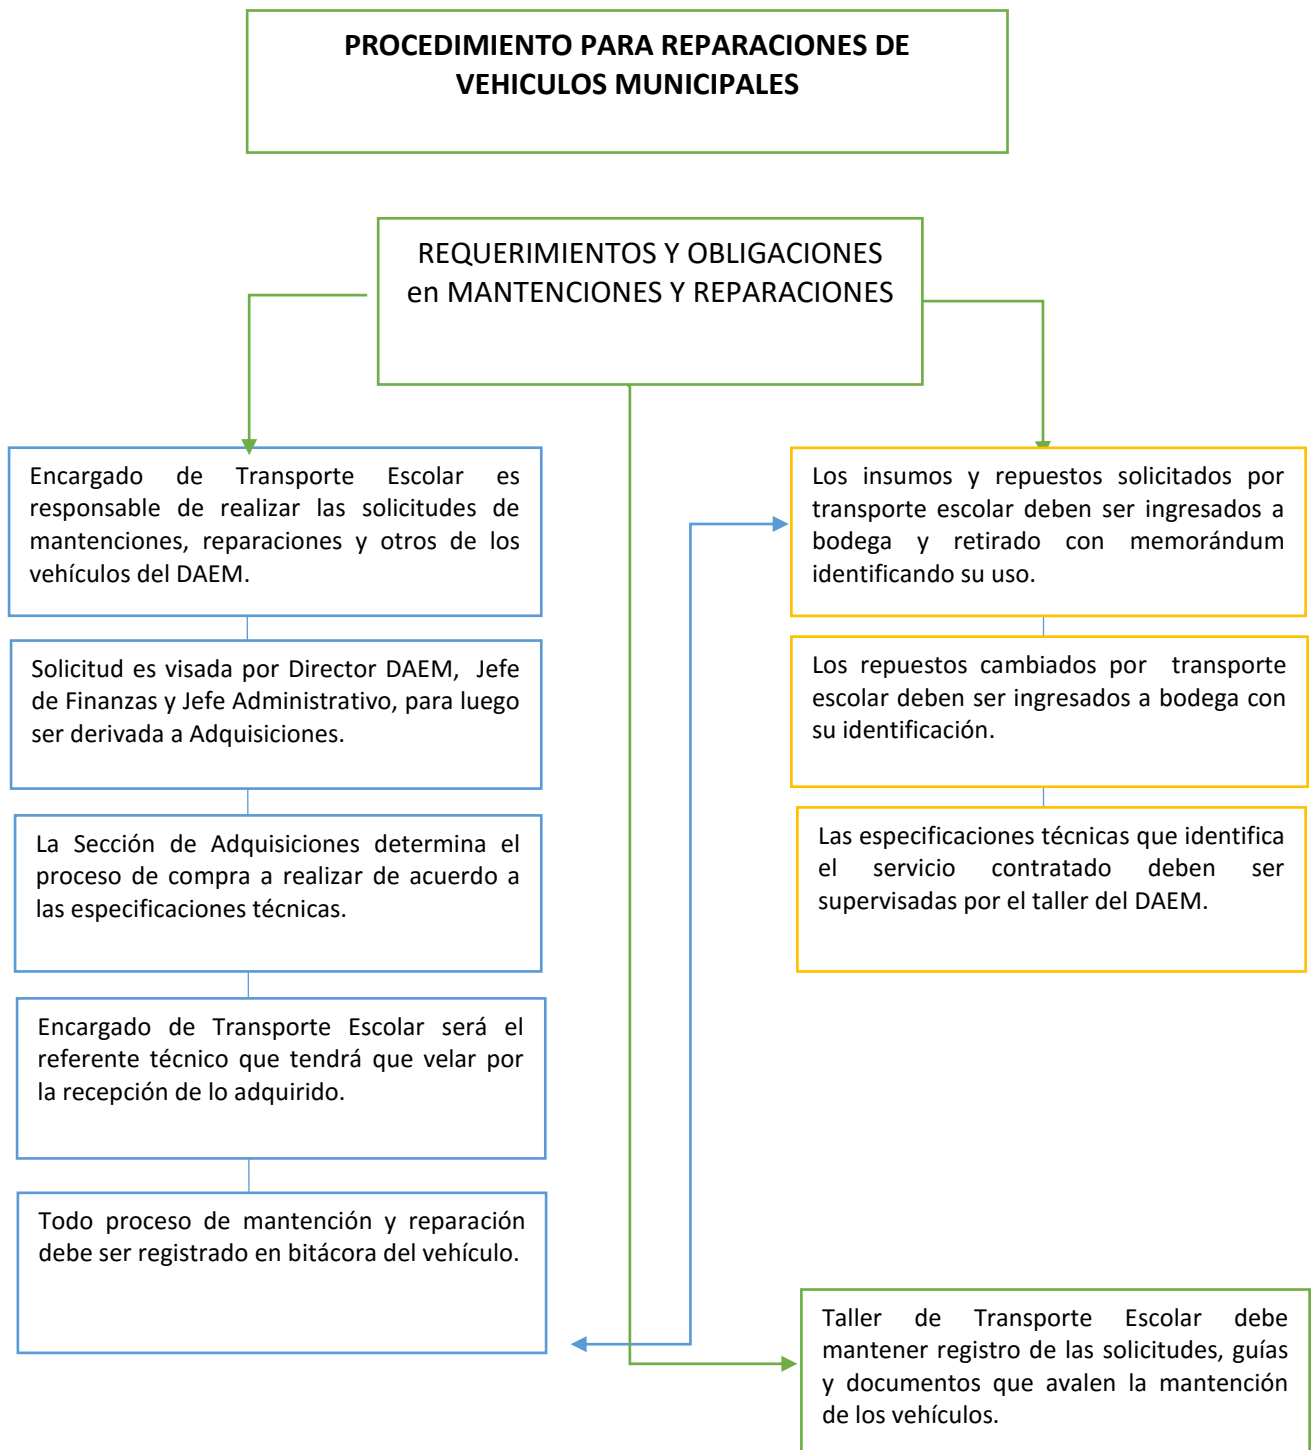 PROCEDIMIENTO PARA REPARACIONES DE
VEHICULOS MUNICIPALES
REQUERIMIENTOS Y OBLIGACIONES
en MANTENCIONES Y REPARACIONES
Encargado de Transporte Escolar es
responsable de realizar las solicitudes de
mantenciones, reparaciones y otros de los
vehículos del DAEM.
Solicitud es visada por Director DAEM, Jefe
de Finanzas y Jefe Administrativo, para luego
ser derivada a Adquisiciones.
La Sección de Adquisiciones determina el
proceso de compra a realizar de acuerdo a
las especificaciones técnicas.
Encargado de Transporte Escolar será el
referente técnico que tendrá que velar por
la recepción de lo adquirido.
Todo proceso de mantención y reparación
debe ser registrado en bitácora del vehículo.
Los insumos y repuestos solicitados por
transporte escolar deben ser ingresados a
bodega y retirado con memorándum
identificando su uso.
Los repuestos cambiados por transporte
escolar deben ser ingresados a bodega con
su identificación.
Las especificaciones técnicas que identifica
el servicio contratado deben ser
supervisadas por el taller del DAEM.
Taller de Transporte Escolar debe
mantener registro de las solicitudes, guías
y documentos que avalen la mantención
de los vehículos.